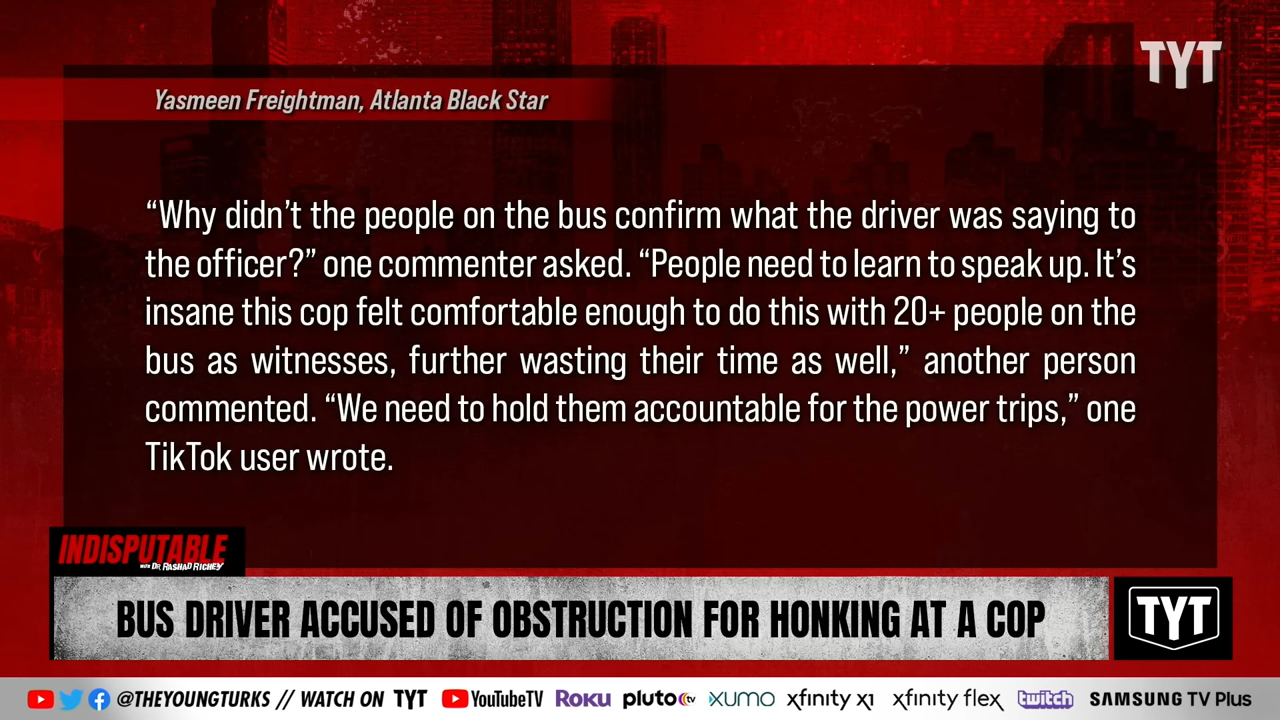 TYT
Yasmeen Freightman, Atlanta Black Star
“Why didn’t the people on the bus confirm what the driver was saying to
the officer?” one commenter asked. “People need to learn to speak up. It’s
insane this cop felt comfortable enough to do this with 20+ people on the
bus as witnesses, further wasting their time as well,” another person
commented. “We need to hold them accountable for the power trips,” one
TikTok user wrote.
INDISPUTABLE
WITH DR. RASHAD RICHEY
BUS DRIVER ACCUSED OF OBSTRUCTION FOR HONKING AT A COP
TYT
@THEYOUNGTURKS // WATCH ON TYT YouTubeTV Roku pluto tv xumo xfinity x1 xfinity flex twitch SAMSUNG TV Plus